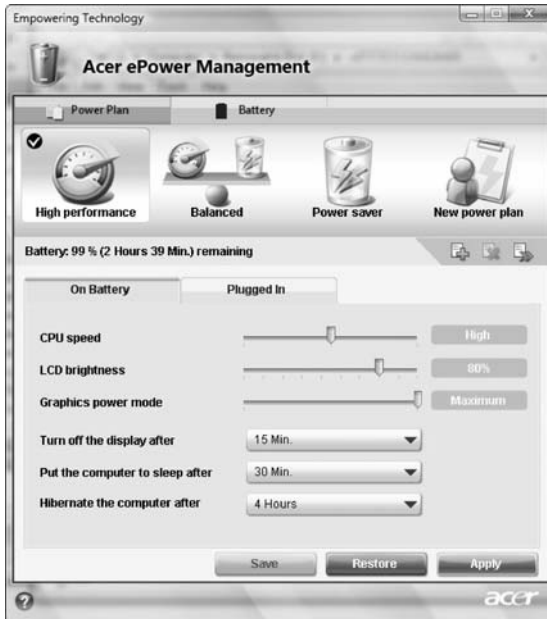 Empowering Technology
Acer ePower Management
Power Plan Battery
High performance Balanced Power saver New power plan
Battery: 99 % (2 Hours 39 Min.) remaining
On Battery Plugged In
CPU speed High
LCD brightness 80%
Graphics power mode Maximum
Turn off the display after 15 Min.
Put the computer to sleep after 30 Min.
Hibernate the computer after 4 Hours
Save Restore Apply
? acer